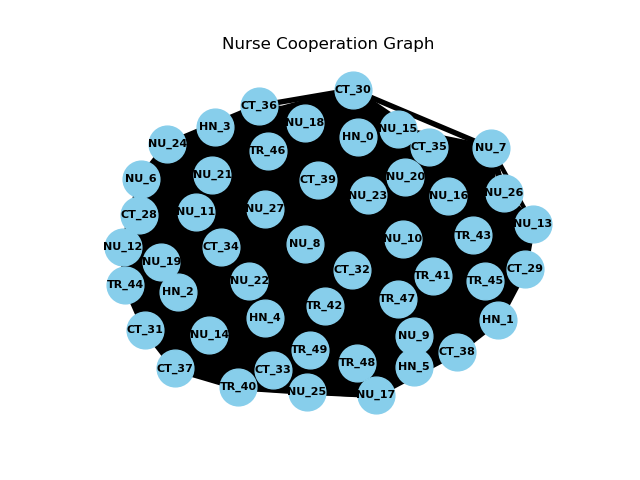 Nurse Cooperation Graph
CT_30
CT_36
NU_18
HN_3
NU_15
HN_0
NU_24
CT_35
NU_7
TR_46
NU_21
NU_20
NU_6
CT_39
NU_26
NU_23
NU_16
NU_27
NU_11
CT_28
NU_13
TR_43
NU_10
NU_8
CT_34
NU_12
NU_19
CT_32
CT_29
TR_41
NU_22
TR_45
TR_44
HN_2
TR_47
TR_42
HN_4
HN_1
CT_31
NU_14
NU_9
TR_49
CT_38
TR_48
HN_5
CT_37
CT_33
TR_40
NU_25
NU_17